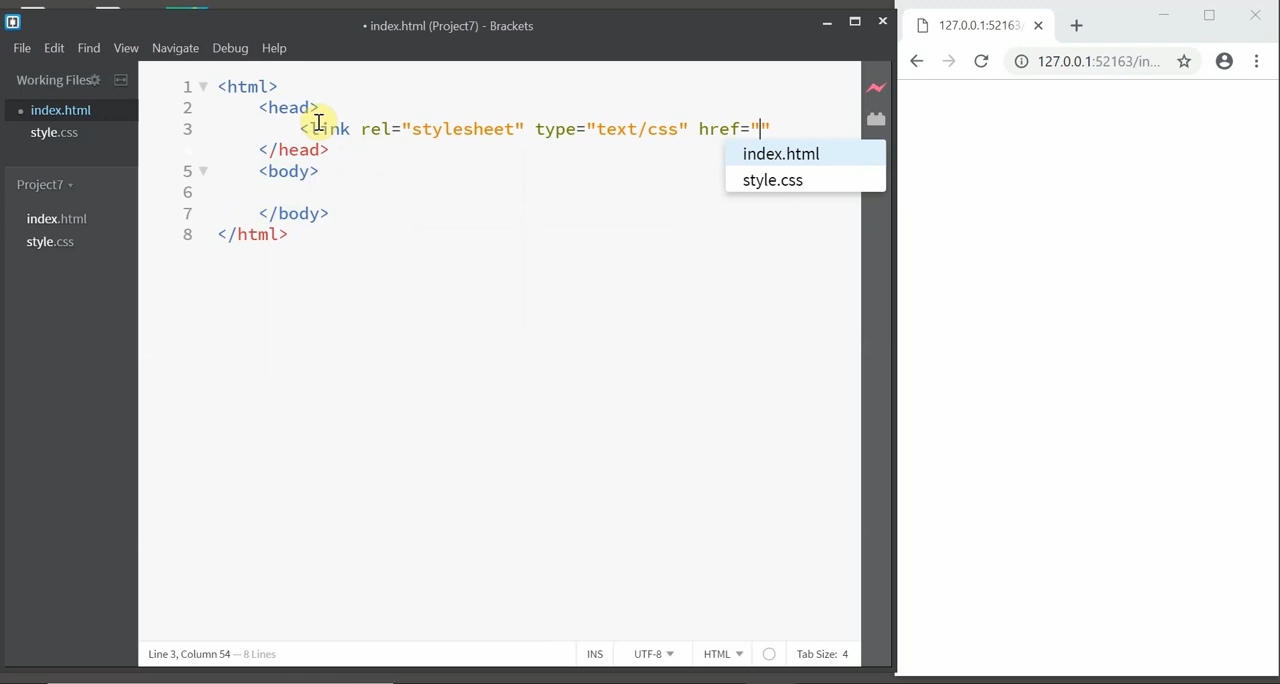 • index.html (Project7) - Brackets
File Edit Find View Navigate Debug Help
Working Files
• index.html
style.css
Project7
index.html
style.css
1 <html>
2 <head>
3 <link rel="stylesheet" type="text/css" href=""
</head>
5 <body>
6
7 </body>
8 </html>
index.html
style.css
Line 3, Column 54 — 8 Lines
INS UTF-8 HTML Tab Size: 4
127.0.0.1:52163/
127.0.0.1:52163/in...